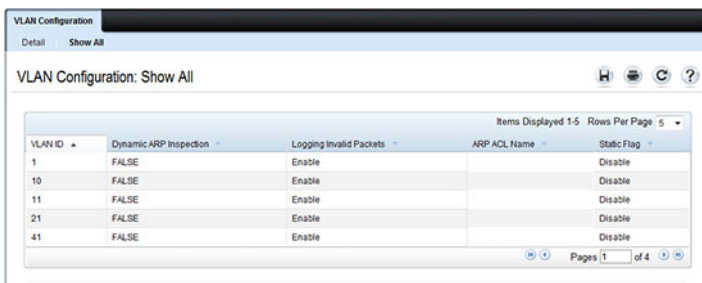 VLAN Configuration
Detail Show All
VLAN Configuration: Show All
Items Displayed 1-5 Rows Per Page 5
VLAN ID Dynamic ARP Inspection Logging Invalid Packets ARP ACL Name Static Flag
1 FALSE Enable Disable
10 FALSE Enable Disable
11 FALSE Enable Disable
21 FALSE Enable Disable
41 FALSE Enable Disable
Pages 1 of 4